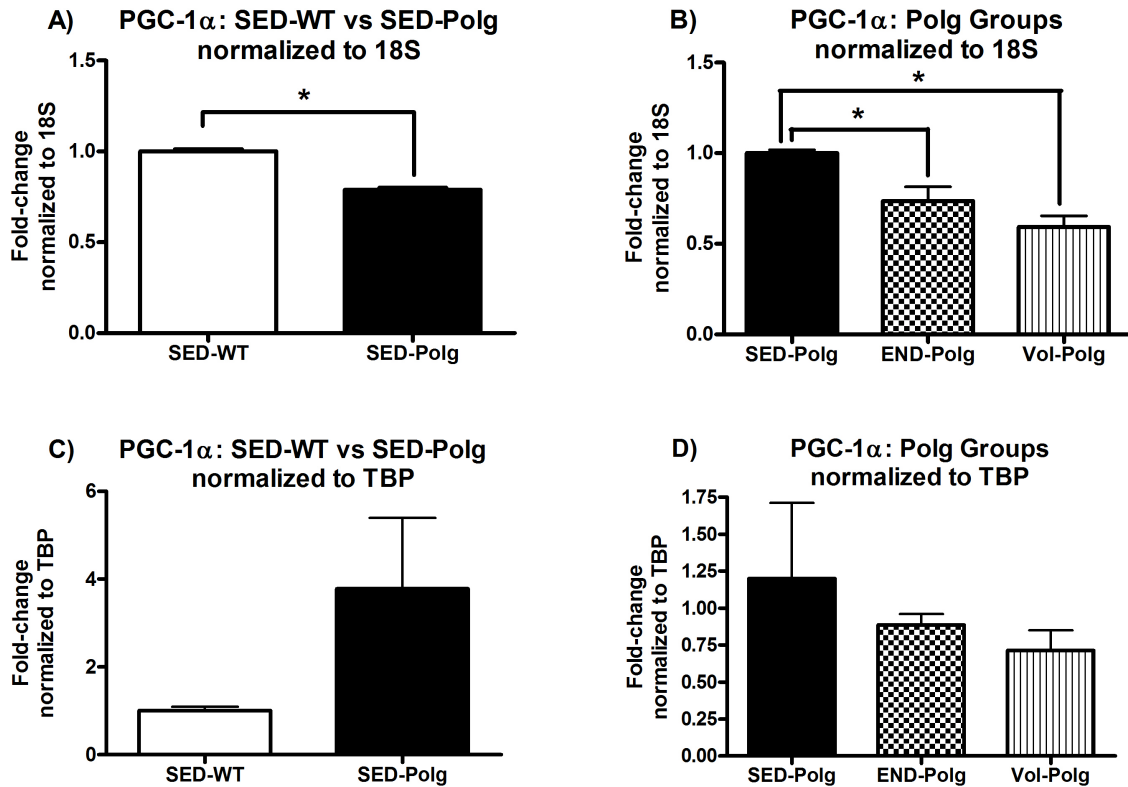 A)
PGC-1α: SED-WT vs SED-Polg
normalized to 18S
Fold-change
normalized to 18S
1.5
1.0
0.5
0.0
*
SED-WT
SED-Polg
B)
PGC-1α: Polg Groups
normalized to 18S
Fold-change
normalized to 18S
1.5
1.0
0.5
0.0
*
*
SED-Polg
END-Polg
Vol-Polg
C)
PGC-1α: SED-WT vs SED-Polg
normalized to TBP
Fold-change
normalized to TBP
6
4
2
0
SED-WT
SED-Polg
D)
PGC-1α: Polg Groups
normalized to TBP
Fold-change
normalized to TBP
1.75
1.50
1.25
1.00
0.75
0.50
0.25
0.00
SED-Polg
END-Polg
Vol-Polg